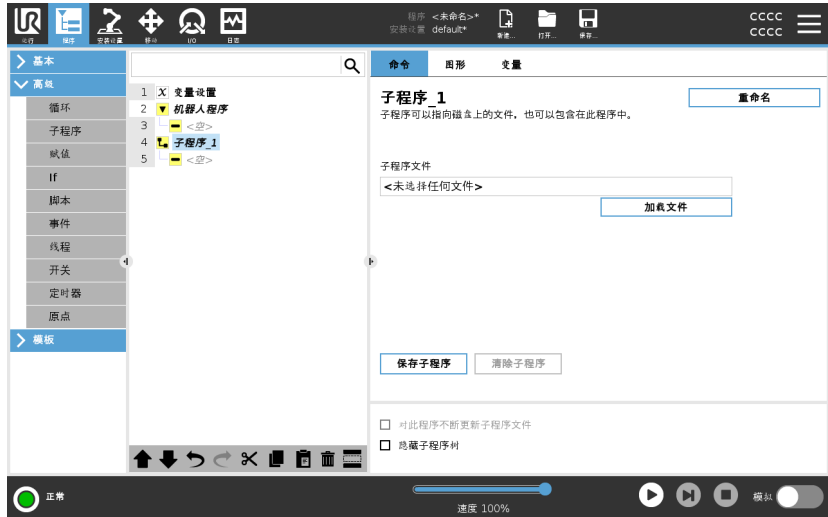 程序 <未命名>*
安装设置 default*
CCCC
CCCC
运行 程序 安装设置 移动 I/O 日志 新建... 打开... 保存...
基本
高级
循环
子程序
赋值
If
脚本
事件
线程
开关
定时器
原点
模板
1 X 变量设置
2 机器人程序
3 <空>
4 子程序_1
5 <空>
命令 图形 变量
子程序_1
重命名
子程序可以指向磁盘上的文件，也可以包含在此程序中。
子程序文件
<未选择任何文件>
加载文件
保存子程序 清除子程序
对此程序不断更新子程序文件
隐藏子程序树
正常
速度 100%
模拟